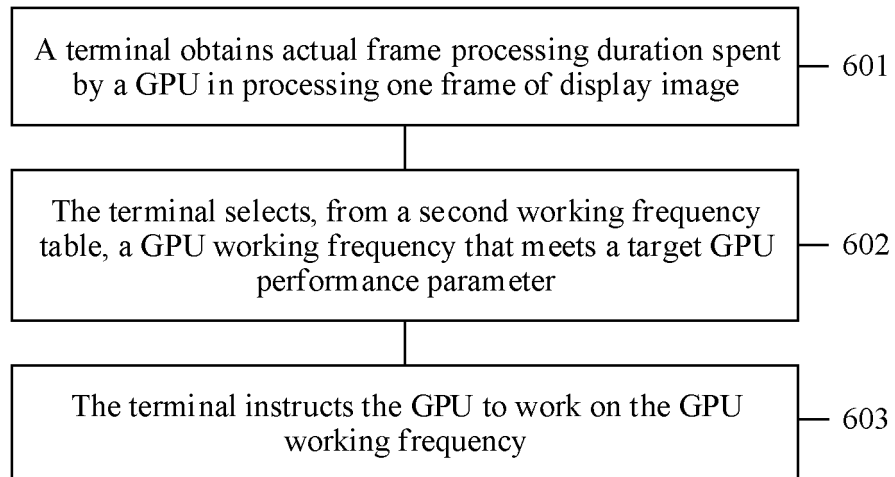 A terminal obtains actual frame processing duration spent
by a GPU in processing one frame of display image
601
The terminal selects, from a second working frequency
table, a GPU working frequency that meets a target GPU
performance parameter
602
The terminal instructs the GPU to work on the GPU
working frequency
603